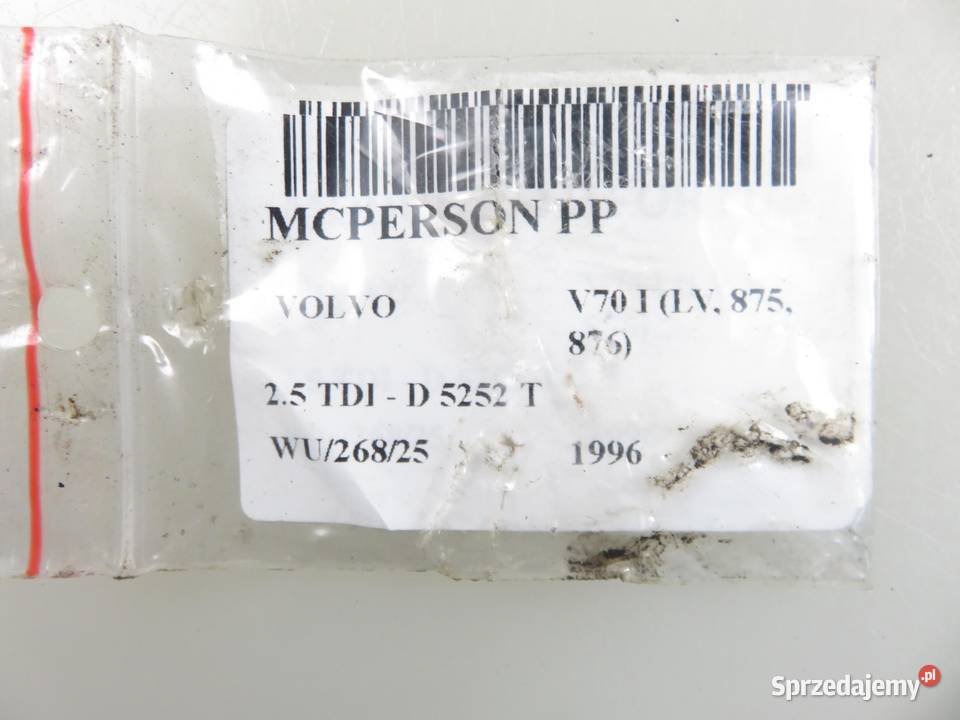 MCPERSON PP
VOLVO V70 I (LV, 875,
876)
2.5 TDI - D 5252 T
WU/268/25 1996
Sprzedajemy.pl